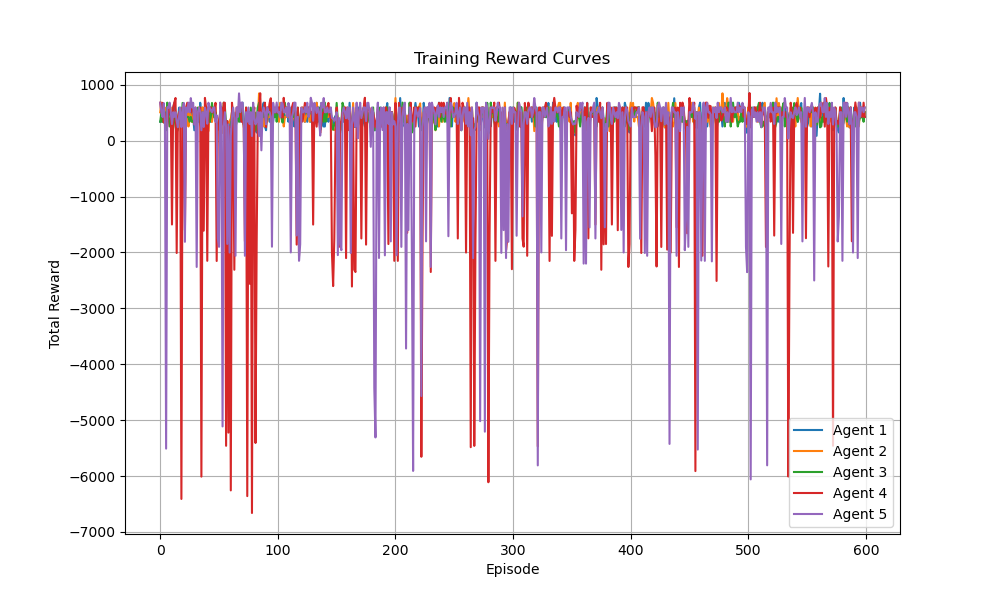 Training Reward Curves
Total Reward
1000
0
−1000
−2000
−3000
−4000
−5000
−6000
−7000
0 100 200 300 400 500 600
Episode
Agent 1
Agent 2
Agent 3
Agent 4
Agent 5